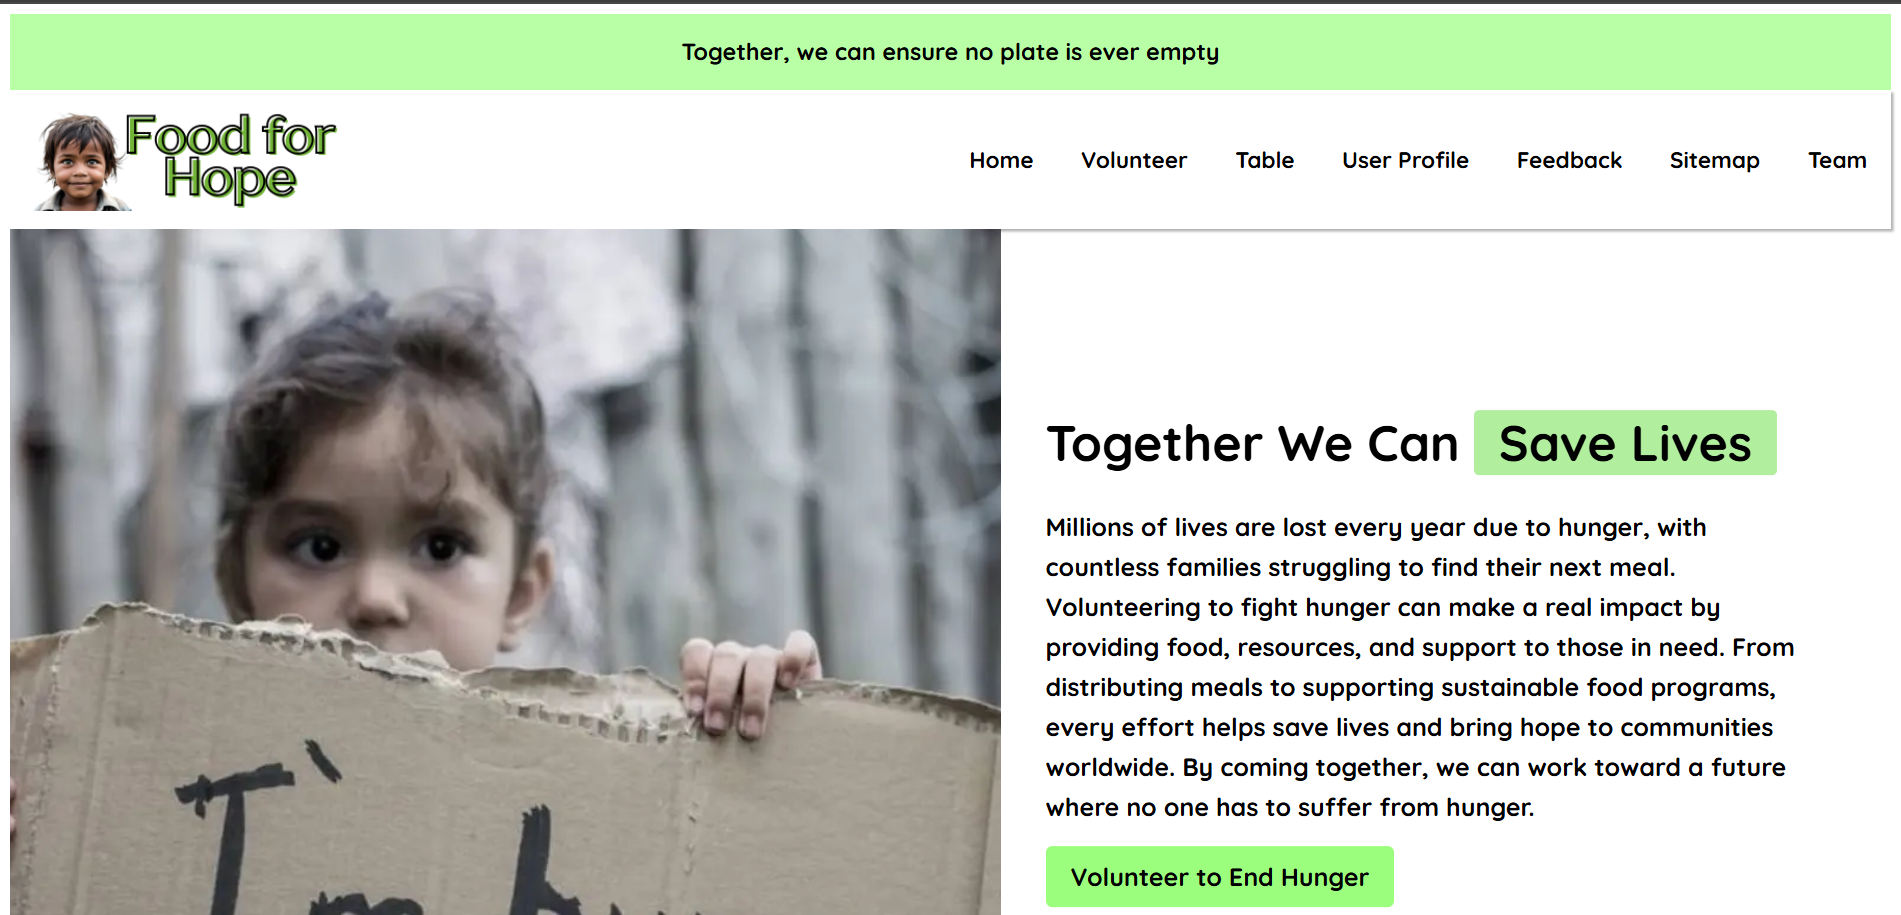 Together, we can ensure no plate is ever empty
Food for
Hope
Home Volunteer Table User Profile Feedback Sitemap Team
Together We Can Save Lives
Millions of lives are lost every year due to hunger, with
countless families struggling to find their next meal.
Volunteering to fight hunger can make a real impact by
providing food, resources, and support to those in need. From
distributing meals to supporting sustainable food programs,
every effort helps save lives and bring hope to communities
worldwide. By coming together, we can work toward a future
where no one has to suffer from hunger.
Volunteer to End Hunger